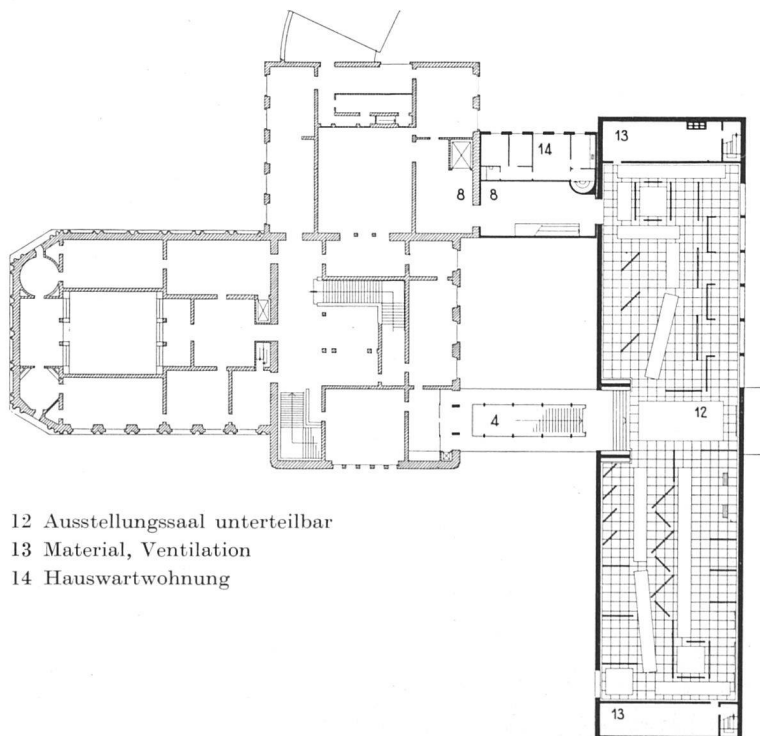 13
14
8
8
12
4
12 Ausstellungssaal unterteilbar
13 Material, Ventilation
14 Hauswartwohnung
13